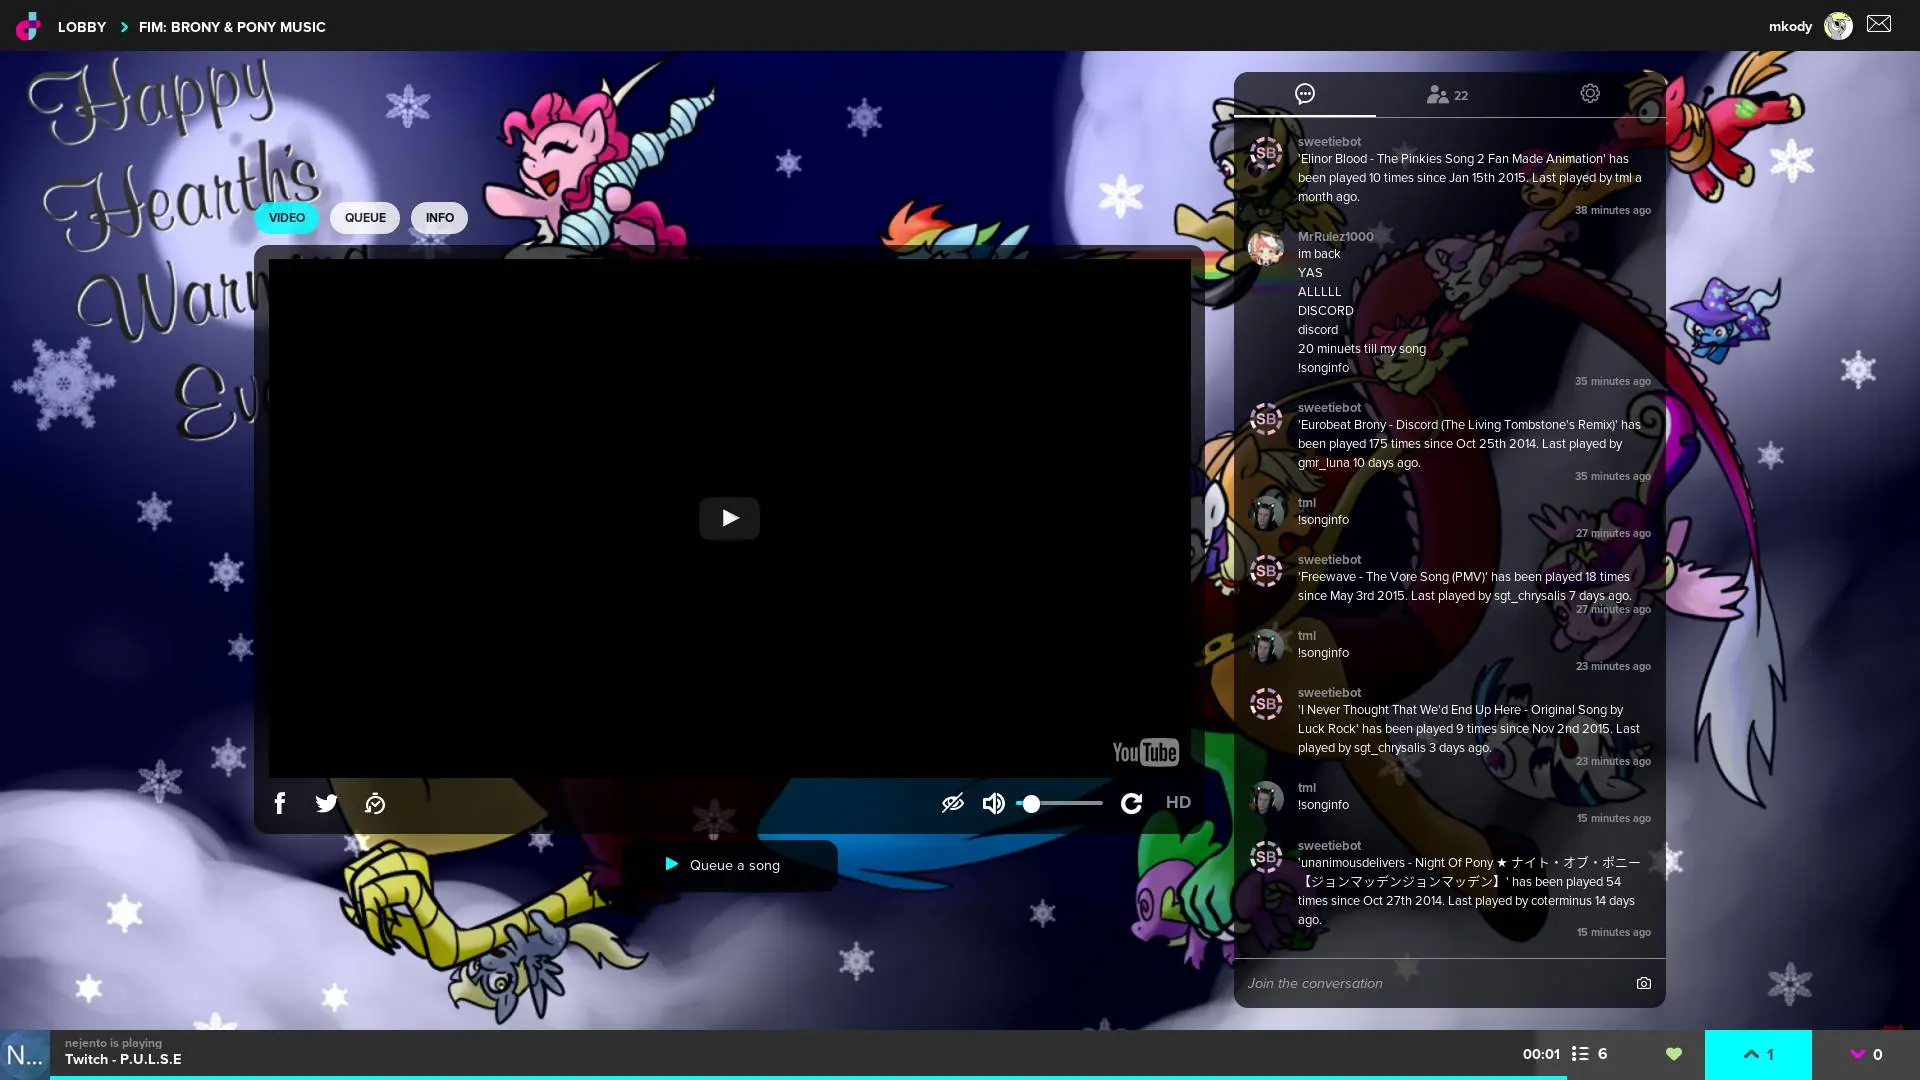 LOBBY
FIM: BRONY & PONY MUSIC
mkody
Happy
Hearth's
VIDEO
QUEUE
INFO
YouTube
HD
Queue a song
22
sweetiebot
SB
'Elinor Blood - The Pinkies Song 2 Fan Made Animation' has
been played 10 times since Jan 15th 2015. Last played by tml a
month ago.
38 minutes ago
MrRulez1000
im back
YAS
ALLLLL
DISCORD
discord
20 minuets till my song
!songinfo
35 minutes ago
sweetiebot
SB
'Eurobeat Brony - Discord (The Living Tombstone's Remix)' has
been played 175 times since Oct 25th 2014. Last played by
gmr_luna 10 days ago.
35 minutes ago
tml
!songinfo
27 minutes ago
sweetiebot
SB
'Freewave - The Vore Song (PMV)' has been played 18 times
since May 3rd 2015. Last played by sgt_chrysalis 7 days ago.
27 minutes ago
tml
!songinfo
23 minutes ago
sweetiebot
SB
'I Never Thought That We'd End Up Here - Original Song by
Luck Rock' has been played 9 times since Nov 2nd 2015. Last
played by sgt_chrysalis 3 days ago.
23 minutes ago
tml
!songinfo
15 minutes ago
sweetiebot
SB
'unanimousdelivers - Night Of Pony ★ ナイト・オブ・ポニー
【ジョンマッデンジョンマッデン】' has been played 54
times since Oct 27th 2014. Last played by coterminus 14 days
ago.
15 minutes ago
Join the conversation
N...
nejento is playing
Twitch - P.U.L.S.E
00:01
6
1
0